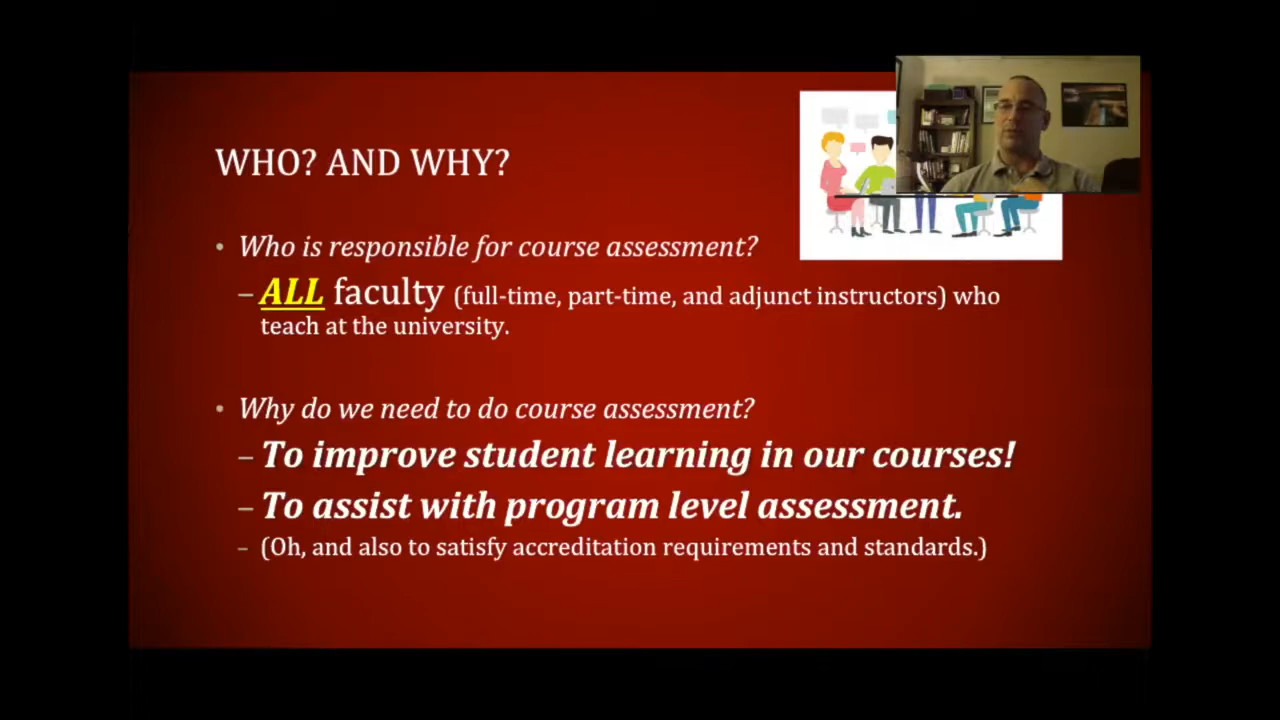 WHO? AND WHY?
• Who is responsible for course assessment?
– ALL faculty (full-time, part-time, and adjunct instructors) who
teach at the university.
• Why do we need to do course assessment?
– To improve student learning in our courses!
– To assist with program level assessment.
– (Oh, and also to satisfy accreditation requirements and standards.)